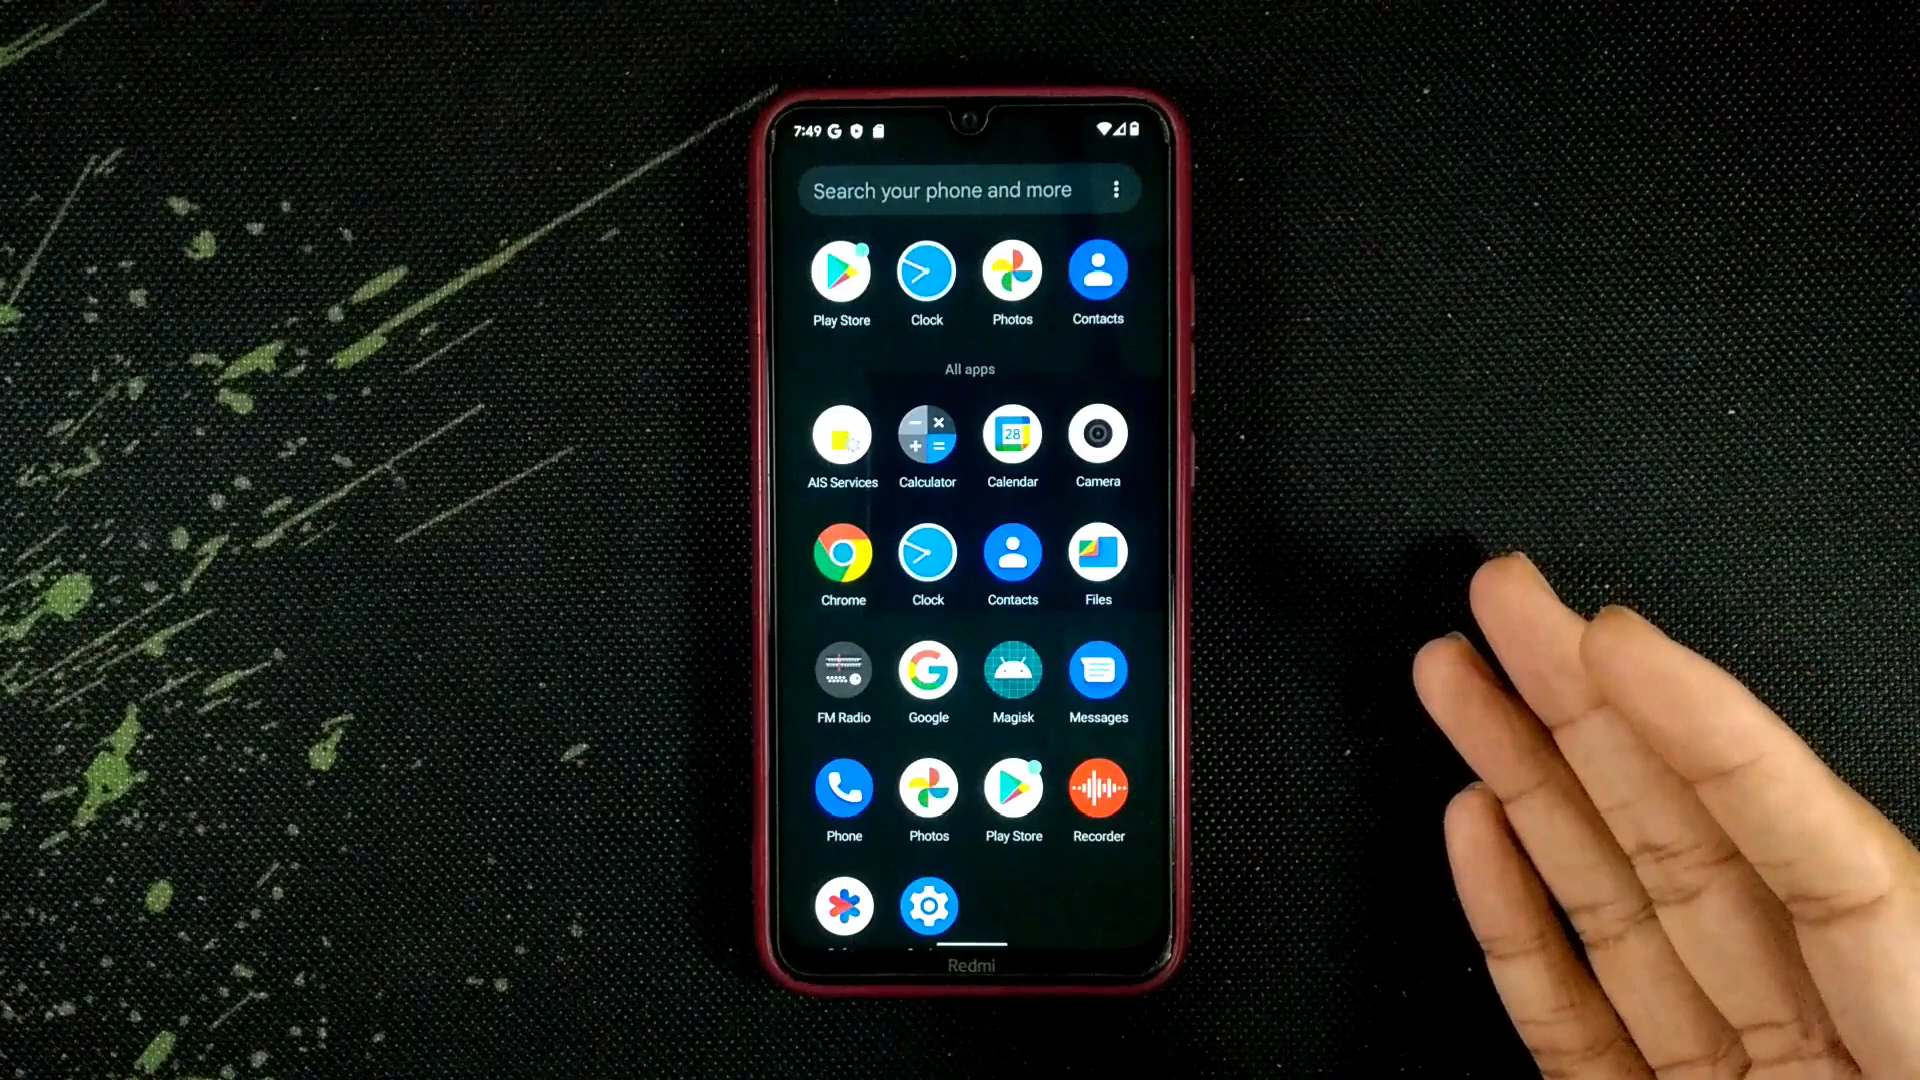 7:49
Search your phone and more
Play Store Clock Photos Contacts
All apps
AIS Services Calculator Calendar Camera
28
Chrome Clock Contacts Files
FM Radio Google Magisk Messages
Phone Photos Play Store Recorder
Redmi